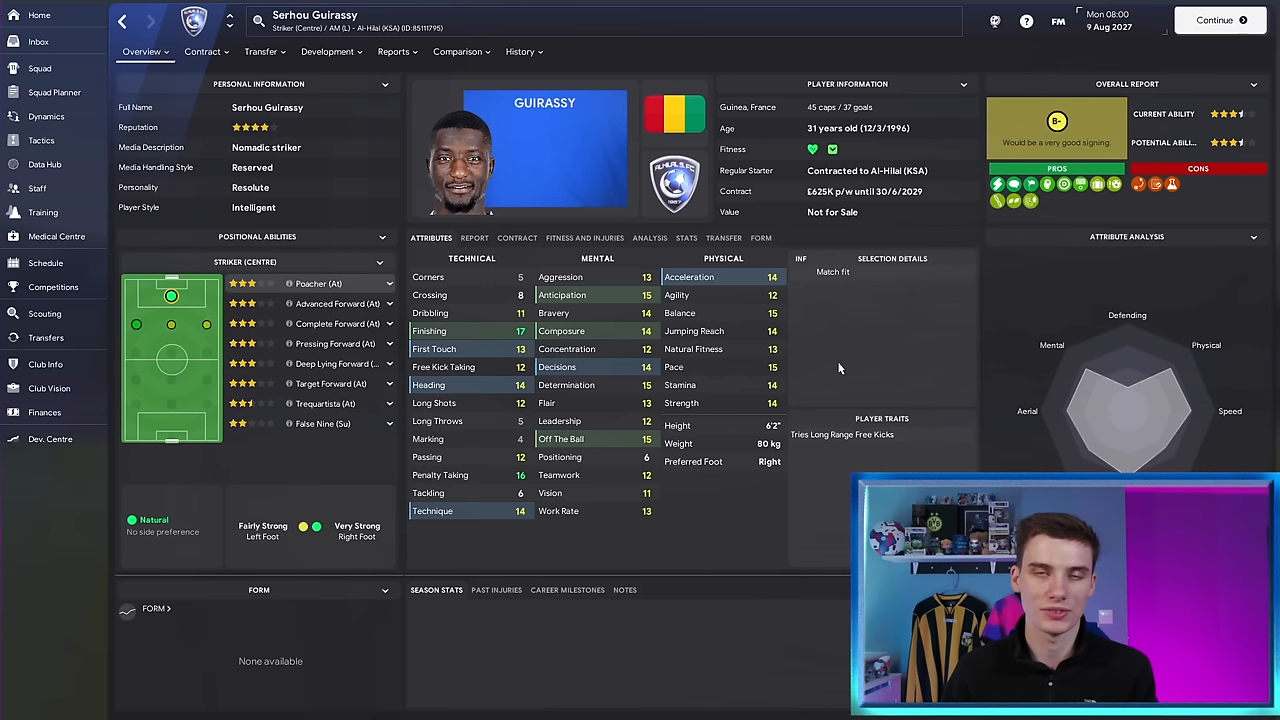 Home
Inbox
Squad
Squad Planner
Dynamics
Tactics
Data Hub
Staff
Training
Medical Centre
Schedule
Competitions
Scouting
Transfers
Club Info
Club Vision
Finances
Dev. Centre
Serhou Guirassy
Striker (Centre) / AM (L) - Al-Hilal (KSA) (ID:85111795)
FM
Mon 08:00
9 Aug 2027
Continue
Overview
Contract
Transfer
Development
Reports
Comparison
History
PERSONAL INFORMATION
Full Name Serhou Guirassy
Reputation
Media Description Nomadic striker
Media Handling Style Reserved
Personality Resolute
Player Style Intelligent
GUIRASSY
PLAYER INFORMATION
Guinea, France 45 caps / 37 goals
Age 31 years old (12/3/1996)
Fitness
Regular Starter Contracted to Al-Hilal (KSA)
Contract £625K p/w until 30/6/2029
Value Not for Sale
OVERALL REPORT
B-
Would be a very good signing.
CURRENT ABILITY
POTENTIAL ABILI...
PROS
CONS
POSITIONAL ABILITIES
STRIKER (CENTRE)
Poacher (At)
Advanced Forward (At)
Complete Forward (At)
Pressing Forward (At)
Deep Lying Forward (...
Target Forward (At)
Trequartista (At)
False Nine (Su)
Natural
No side preference
Fairly Strong
Left Foot
Very Strong
Right Foot
ATTRIBUTES
REPORT
CONTRACT
FITNESS AND INJURIES
ANALYSIS
STATS
TRANSFER
FORM
TECHNICAL
Corners 5
Crossing 8
Dribbling 11
Finishing 17
First Touch 13
Free Kick Taking 12
Heading 14
Long Shots 12
Long Throws 5
Marking 4
Passing 12
Penalty Taking 16
Tackling 6
Technique 14
MENTAL
Aggression 13
Anticipation 15
Bravery 14
Composure 14
Concentration 12
Decisions 14
Determination 15
Flair 13
Leadership 12
Off The Ball 15
Positioning 6
Teamwork 12
Vision 11
Work Rate 13
PHYSICAL
Acceleration 14
Agility 12
Balance 15
Jumping Reach 14
Natural Fitness 13
Pace 15
Stamina 14
Strength 14
Height 6'2"
Weight 80 kg
Preferred Foot Right
INF
SELECTION DETAILS
Match fit
PLAYER TRAITS
Tries Long Range Free Kicks
ATTRIBUTE ANALYSIS
Defending
Mental
Physical
Aerial
Speed
FORM
FORM
None available
SEASON STATS
PAST INJURIES
CAREER MILESTONES
NOTES